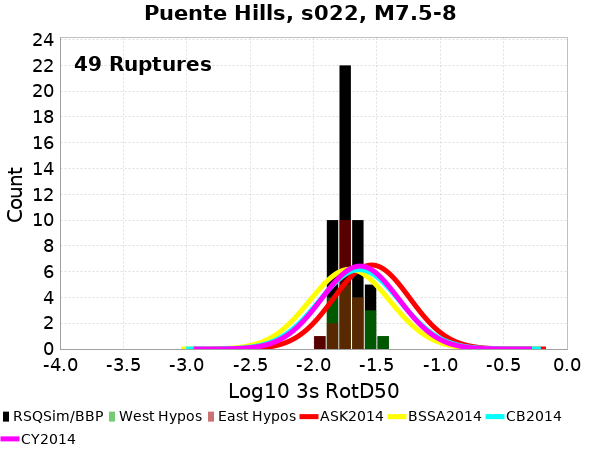 Puente Hills, s022, M7.5-8
49 Ruptures
Count
24
22
20
18
16
14
12
10
8
6
4
2
0
-4.0 -3.5 -3.0 -2.5 -2.0 -1.5 -1.0 -0.5 0.0
Log10 3s RotD50
RSQSim/BBP West Hypos East Hypos ASK2014 BSSA2014 CB2014
CY2014